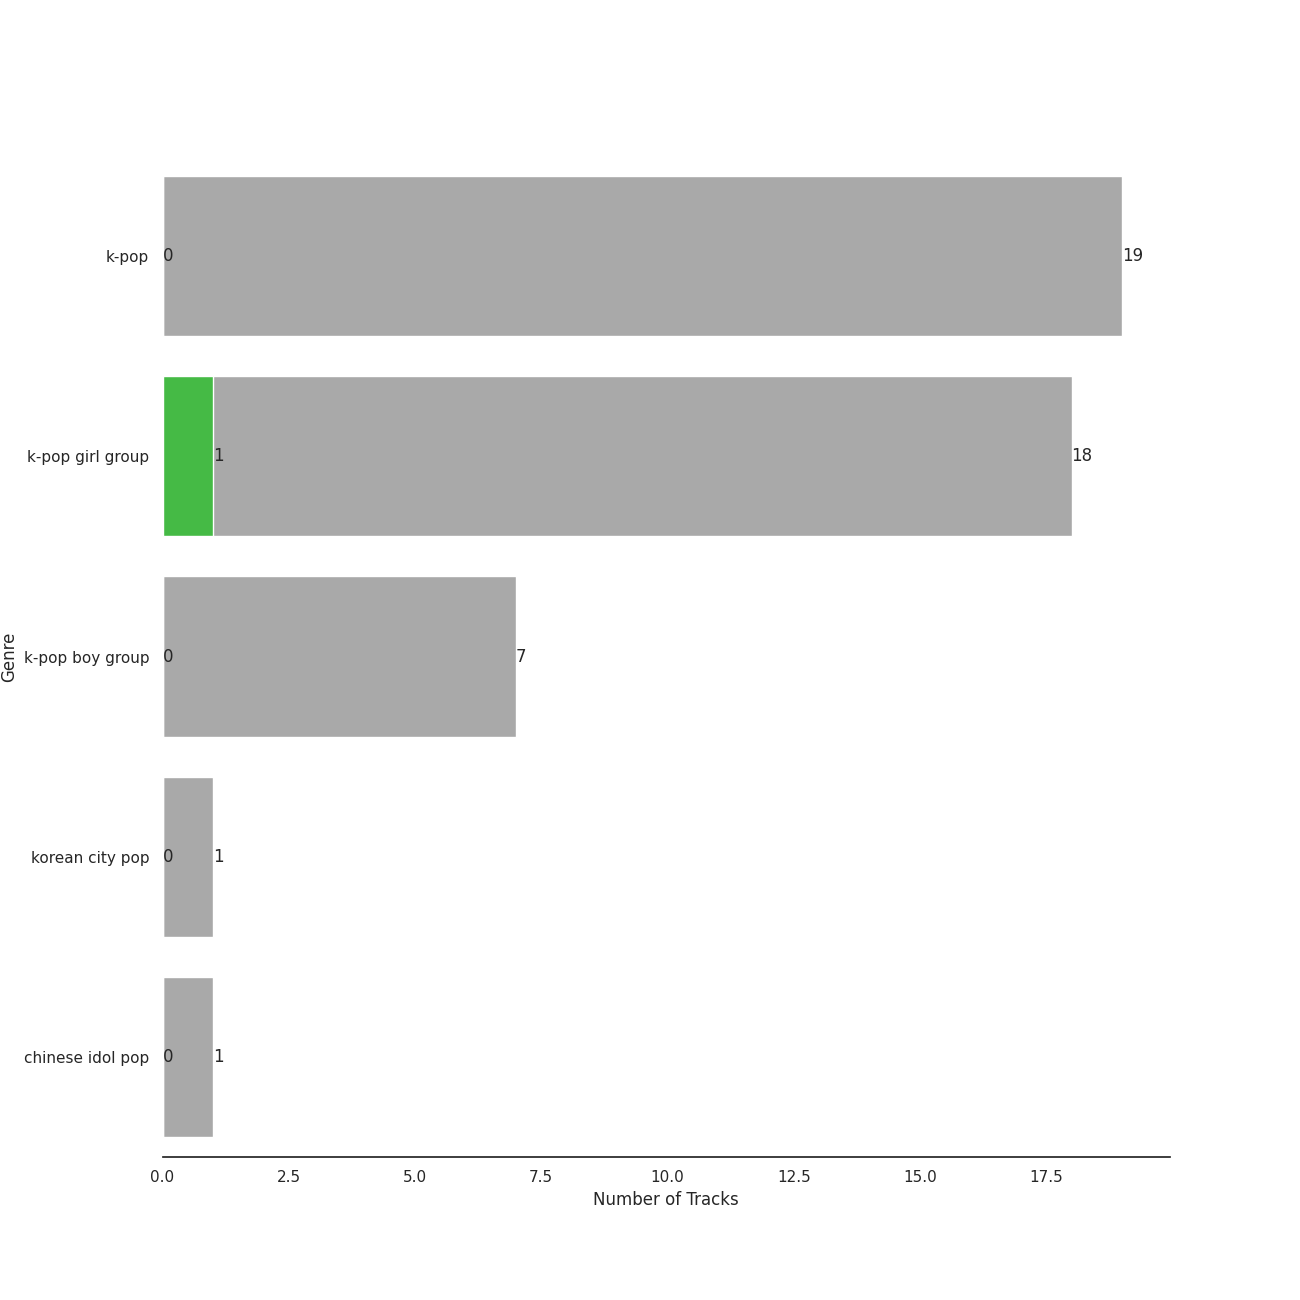 k-pop
0
19
k-pop girl group
1
18
Genre
k-pop boy group
0
7
korean city pop
0
1
chinese idol pop
0
1
0.0 2.5 5.0 7.5 10.0 12.5 15.0 17.5
Number of Tracks